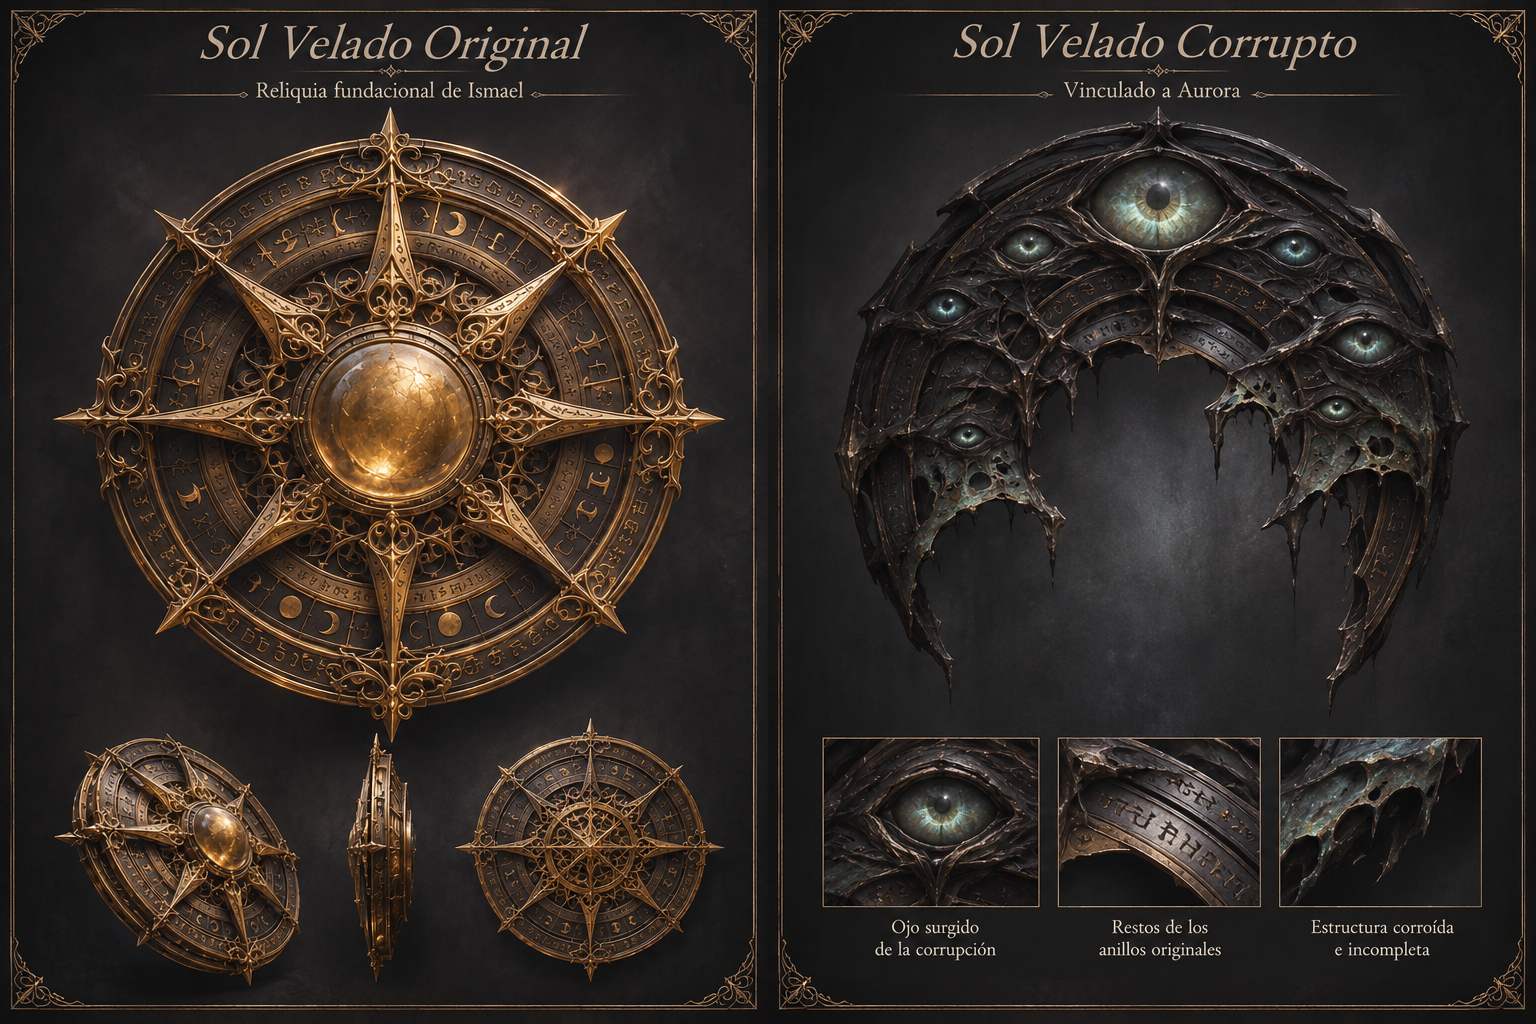 Sol Velado Original
Reliquia fundacional de Ismael
Sol Velado Corrupto
Vinculado a Aurora
Ojo surgido
de la corrupción
Restos de los
anillos originales
Estructura corroída
e incompleta